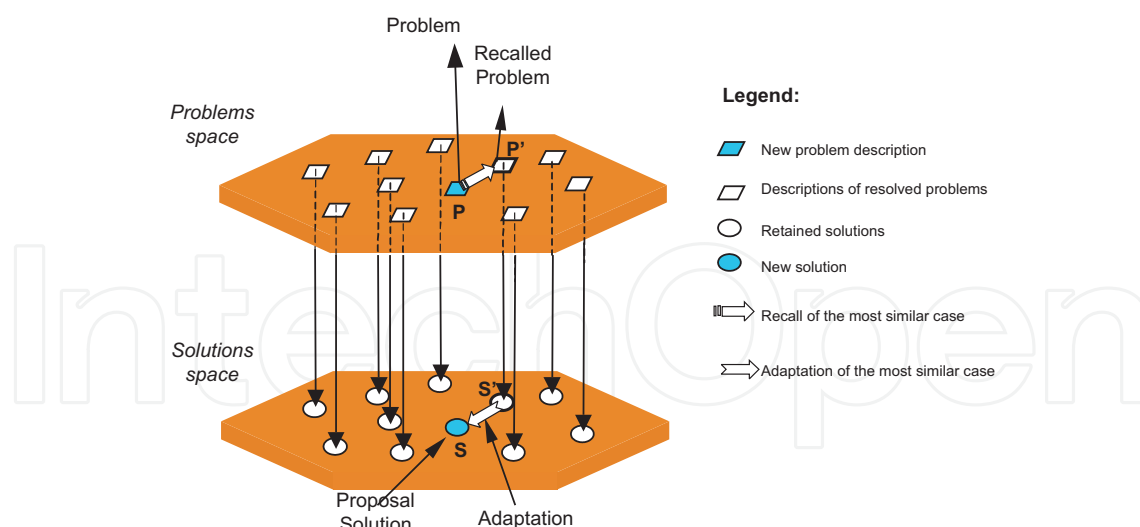 Problem
Recalled
Problem
Problems
space
P'
P
Solutions
space
S'
S
Proposal
Solution
Adaptation
Legend:
New problem description
Descriptions of resolved problems
Retained solutions
New solution
Recall of the most similar case
Adaptation of the most similar case
IntechOpen